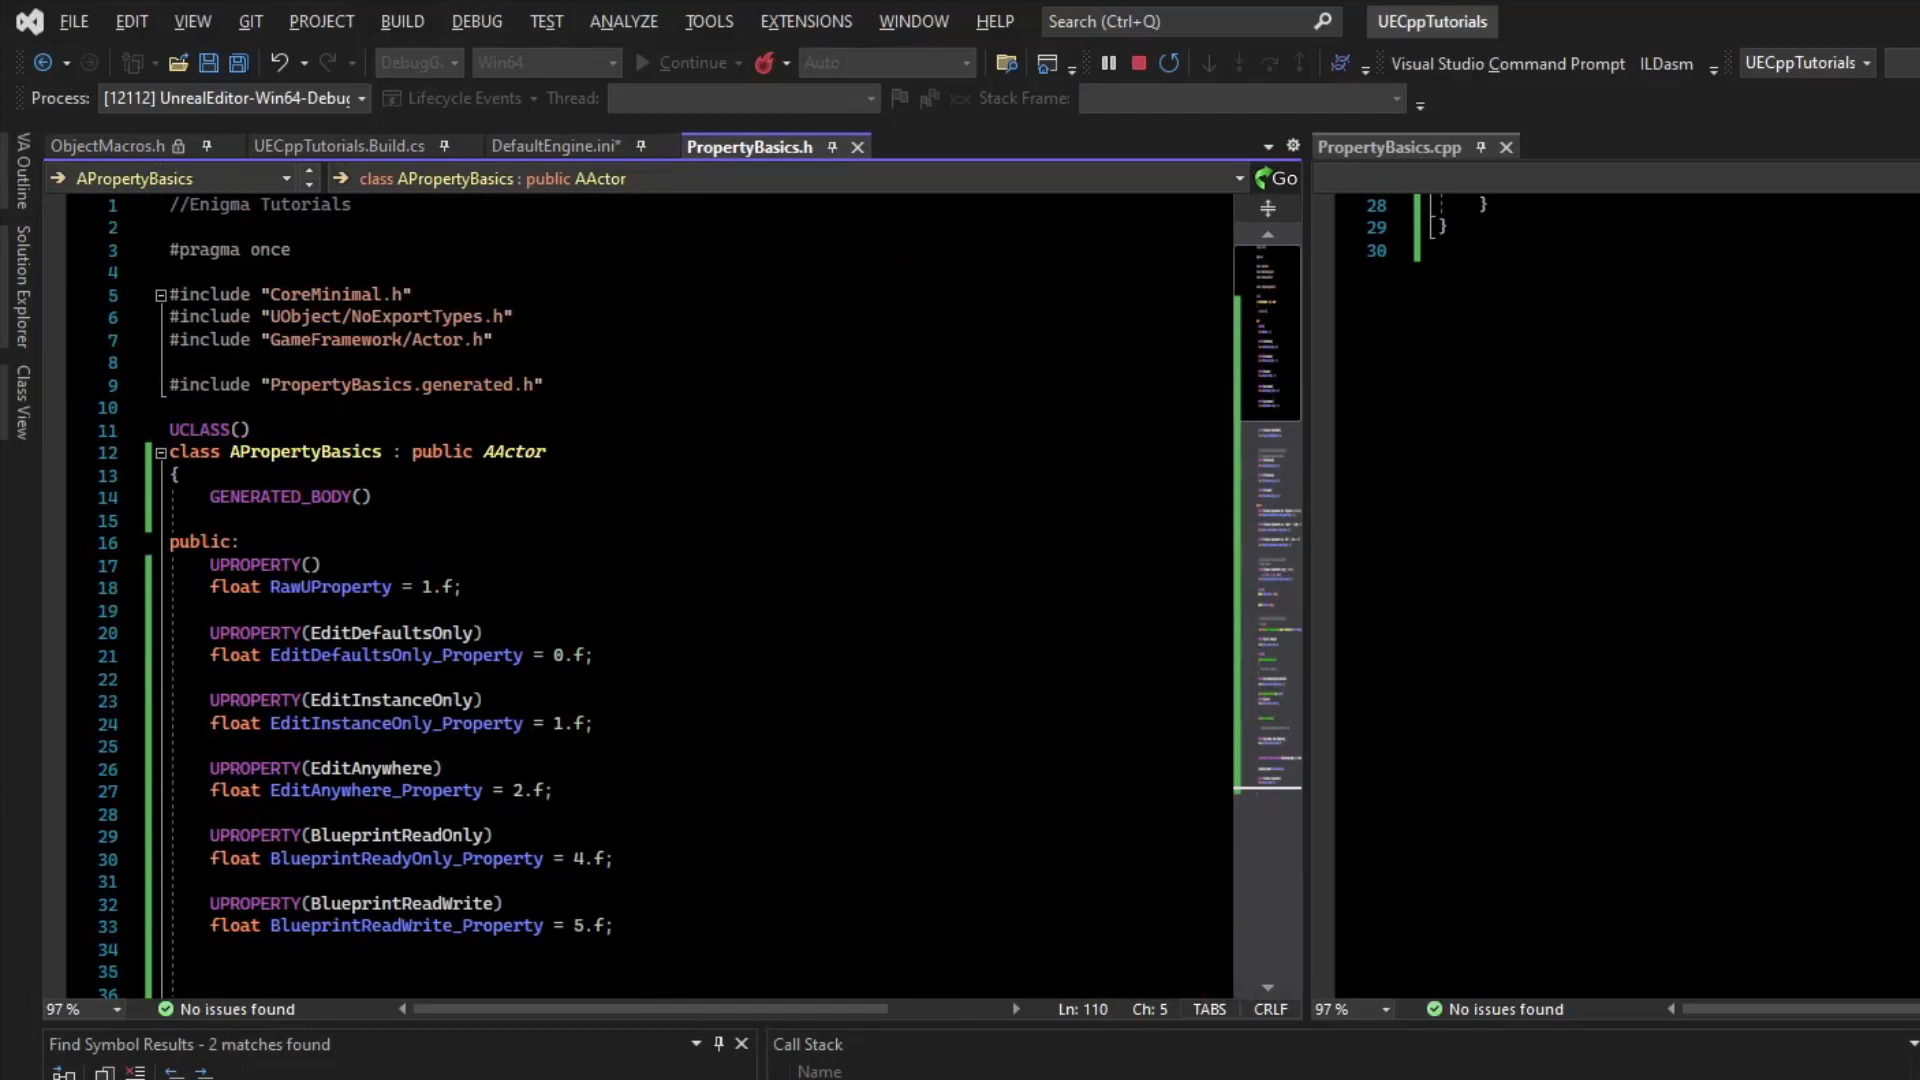 FILE EDIT VIEW GIT PROJECT BUILD DEBUG TEST ANALYZE TOOLS EXTENSIONS WINDOW HELP Search (Ctrl+Q) UECppTutorials
Win64 Continue Auto Visual Studio Command Prompt ILDasm UECppTutorials
Process: [12112] UnrealEditor-Win64-Debug Lifecycle Events Thread: Stack Frame:
VA Outline
Solution Explorer
Class View
ObjectMacros.h UECppTutorials.Build.cs DefaultEngine.ini* PropertyBasics.h
APropertyBasics class APropertyBasics : public AActor Go
1 //Enigma Tutorials
2
3 #pragma once
4
5 #include "CoreMinimal.h"
6 #include "UObject/NoExportTypes.h"
7 #include "GameFramework/Actor.h"
8
9 #include "PropertyBasics.generated.h"
10
11 UCLASS()
12 class APropertyBasics : public AActor
13 {
14 GENERATED_BODY()
15
16 public:
17 UPROPERTY()
18 float RawUProperty = 1.f;
19
20 UPROPERTY(EditDefaultsOnly)
21 float EditDefaultsOnly_Property = 0.f;
22
23 UPROPERTY(EditInstanceOnly)
24 float EditInstanceOnly_Property = 1.f;
25
26 UPROPERTY(EditAnywhere)
27 float EditAnywhere_Property = 2.f;
28
29 UPROPERTY(BlueprintReadOnly)
30 float BlueprintReadyOnly_Property = 4.f;
31
32 UPROPERTY(BlueprintReadWrite)
33 float BlueprintReadWrite_Property = 5.f;
34
35
36
97 % No issues found Ln: 110 Ch: 5 TABS CRLF
PropertyBasics.cpp
28 }
29 }
30
97 % No issues found
Find Symbol Results - 2 matches found
Call Stack
Name